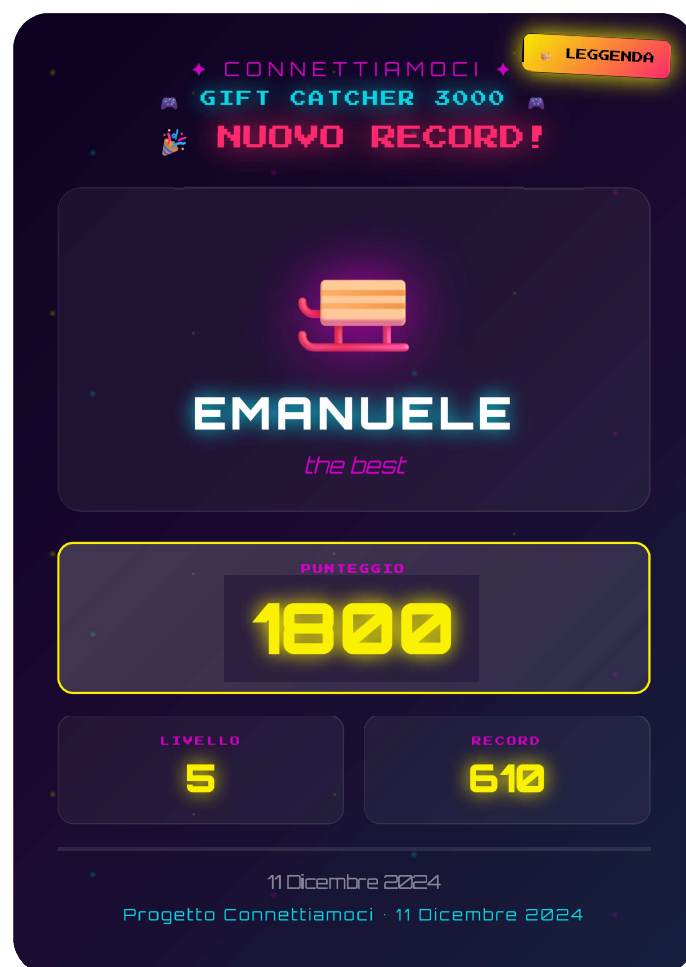 LEGGENDA
✦ CONNETTIAMOCI ✦
GIFT CATCHER 3000
NUOVO RECORD!
EMANUELE
the best
PUNTEGGIO
1800
LIVELLO
5
RECORD
610
11 Dicembre 2024
Progetto Connettiamoci · 11 Dicembre 2024